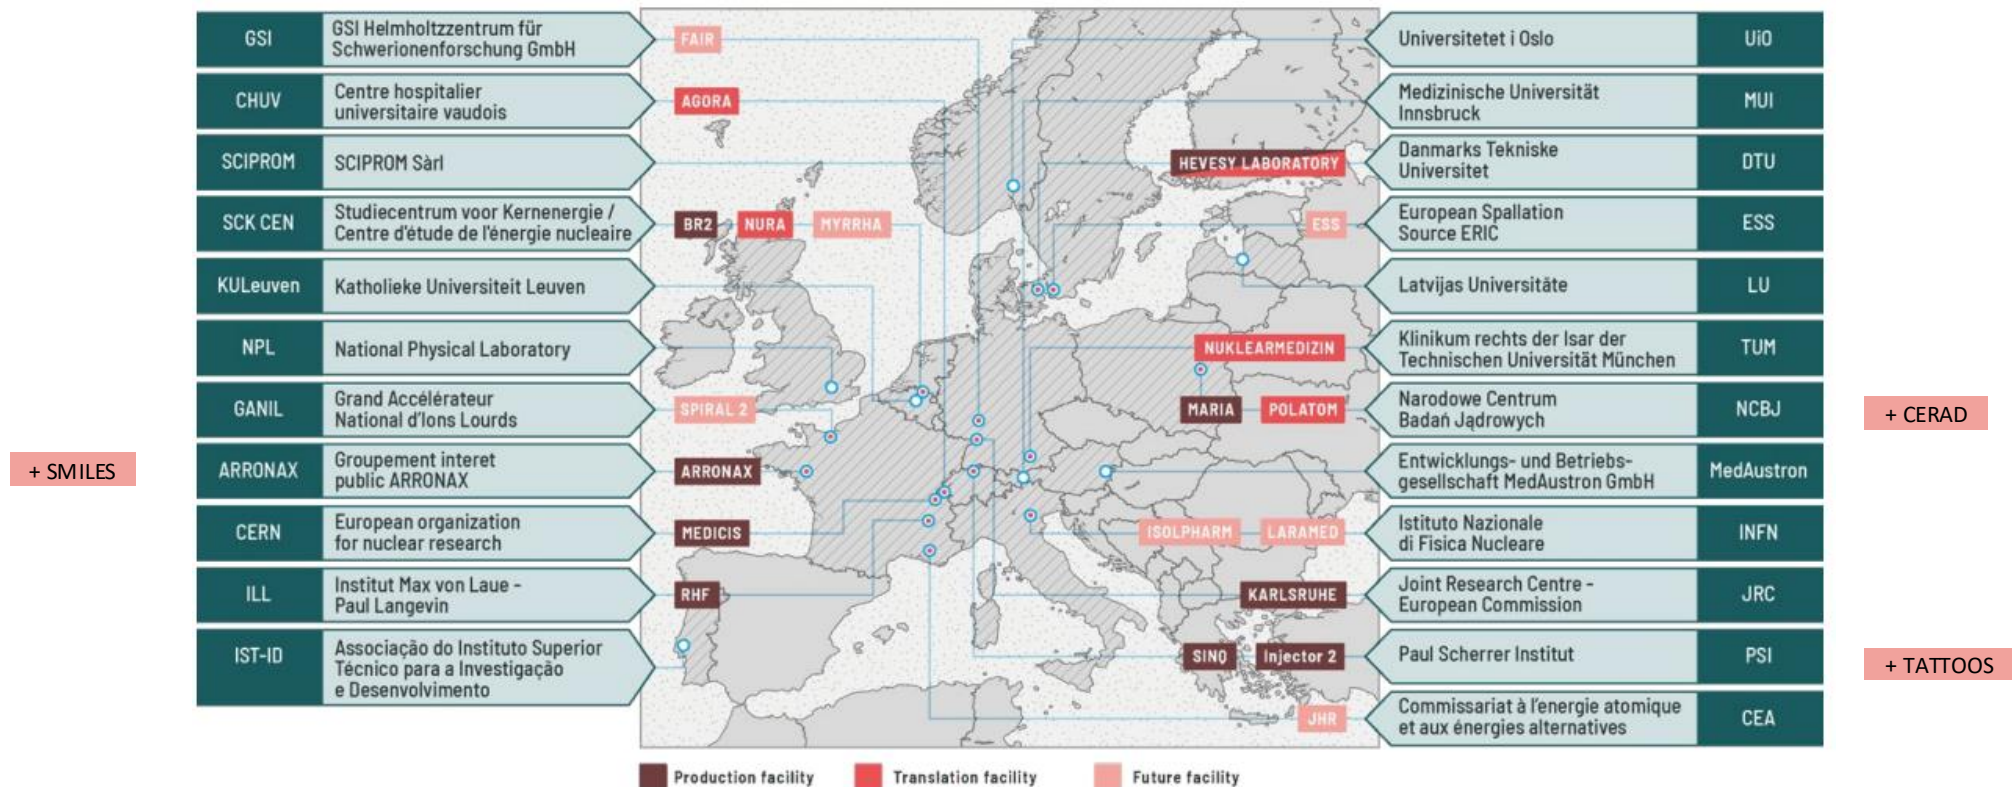 GSI
GSI Helmholtzzentrum für
Schwerionenforschung GmbH
FAIR
CHUV
Centre hospitalier
universitaire vaudois
AGORA
SCIPROM
SCIPROM Sàrl
SCK CEN
Studiecentrum voor Kernenergie /
Centre d'étude de l'énergie nucleaire
BR2
NURA
MYRRHA
KULeuven
Katholieke Universiteit Leuven
NPL
National Physical Laboratory
GANIL
Grand Accélérateur
National d'Ions Lourds
SPIRAL 2
+ SMILES
ARRONAX
Groupement interet
public ARRONAX
ARRONAX
CERN
European organization
for nuclear research
MEDICIS
ILL
Institut Max von Laue -
Paul Langevin
RHF
IST-ID
Associação do Instituto Superior
Técnico para a Investigação
e Desenvolvimento
Universitetet i Oslo
UiO
Medizinische Universität
Innsbruck
MUI
HEVESY LABORATORY
Danmarks Tekniske
Universitet
DTU
ESS
European Spallation
Source ERIC
ESS
Latvijas Universitāte
LU
NUKLEARMEDIZIN
Klinikum rechts der Isar der
Technischen Universität München
TUM
MARIA
POLATOM
Narodowe Centrum
Badań Jądrowych
NCBJ
+ CERAD
Entwicklungs- und Betriebs-
gesellschaft MedAustron GmbH
MedAustron
ISOLPHARM
LARAMED
Istituto Nazionale
di Fisica Nucleare
INFN
KARLSRUHE
Joint Research Centre -
European Commission
JRC
SINQ
Injector 2
Paul Scherrer Institut
PSI
+ TATTOOS
JHR
Commissariat à l'energie atomique
et aux énergies alternatives
CEA
Production facility
Translation facility
Future facility